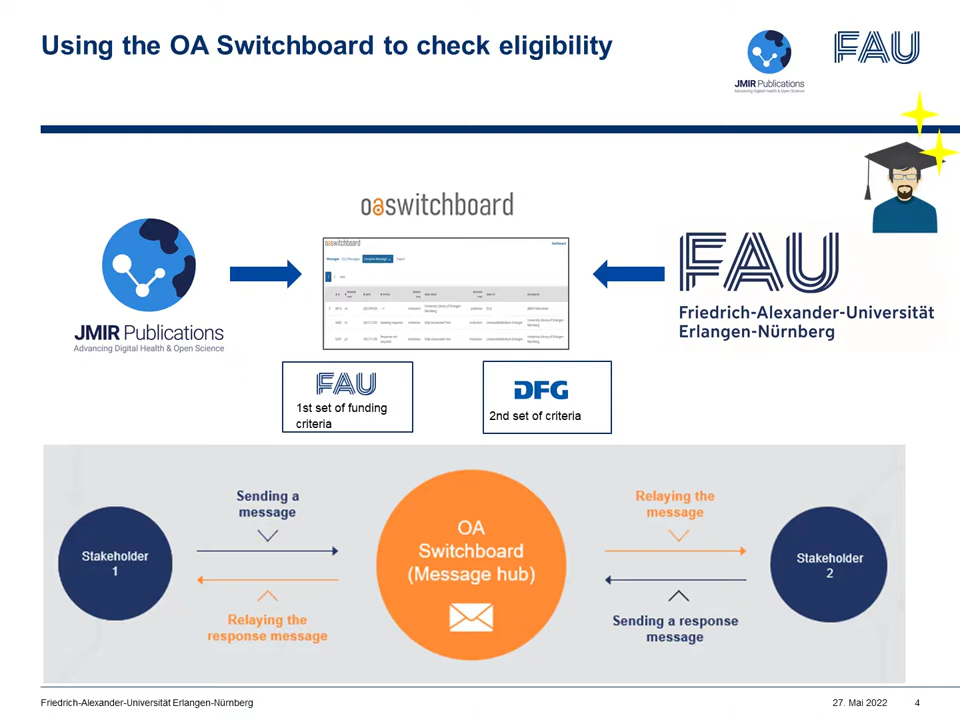 Using the OA Switchboard to check eligibility
JMIR Publications
Advancing Digital Health & Open Science
FAU
oaswitchboard
JMIR Publications
Advancing Digital Health & Open Science
oaswitchboard
FAU
Friedrich-Alexander-Universität
Erlangen-Nürnberg
FAU
1st set of funding
criteria
DFG
2nd set of criteria
Sending a
message
Relaying the
message
Stakeholder
1
OA
Switchboard
(Message hub)
Stakeholder
2
Relaying the
response message
Sending a response
message
Friedrich-Alexander-Universität Erlangen-Nürnberg
27. Mai 2022
4